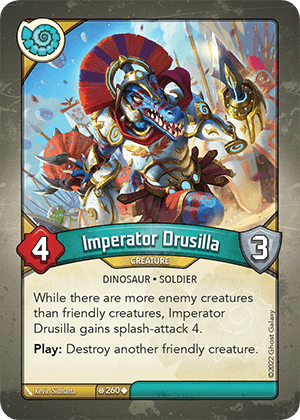 Imperator Drusilla
4
3
CREATURE
DINOSAUR • SOLDIER
While there are more enemy creatures
than friendly creatures, Imperator
Drusilla gains splash-attack 4.
Play: Destroy another friendly creature.
©2022 Ghost Galaxy
Kevin Sidharta
260